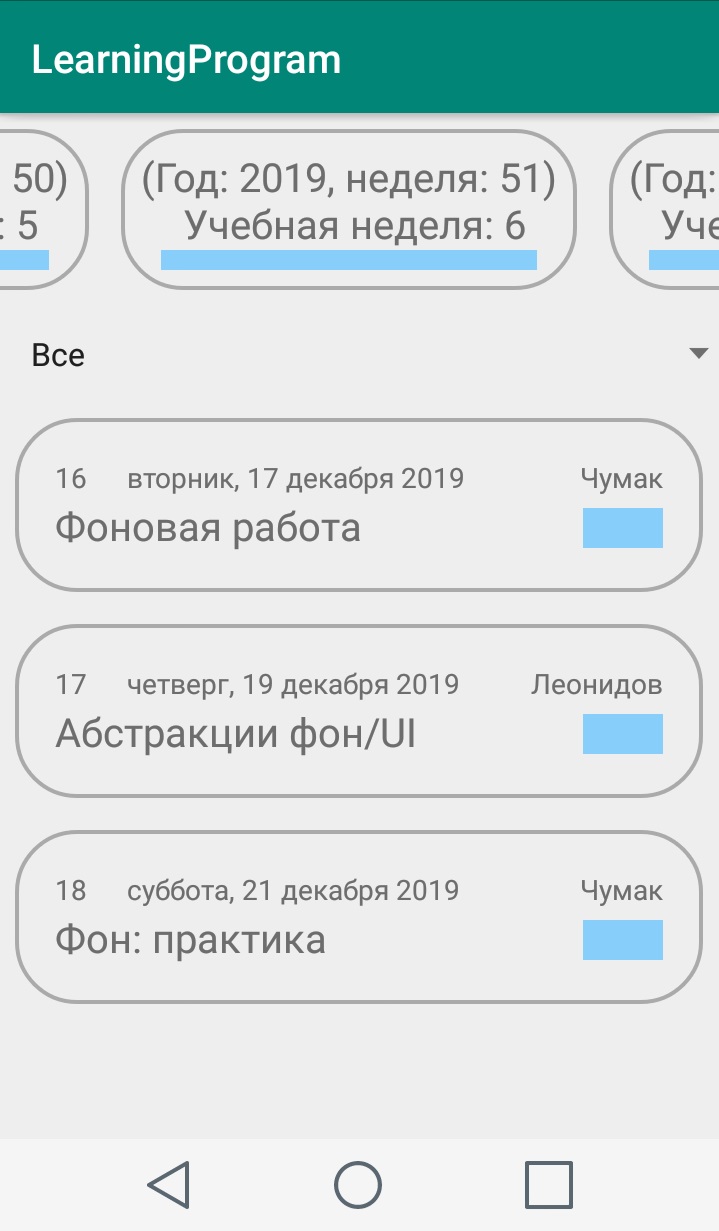 LearningProgram
50)
(Год: 2019, неделя: 51)
(Год:
: 5
Учебная неделя: 6
Уче
Все
16 вторник, 17 декабря 2019 Чумак
Фоновая работа
17 четверг, 19 декабря 2019 Леонидов
Абстракции фон/UI
18 суббота, 21 декабря 2019 Чумак
Фон: практика